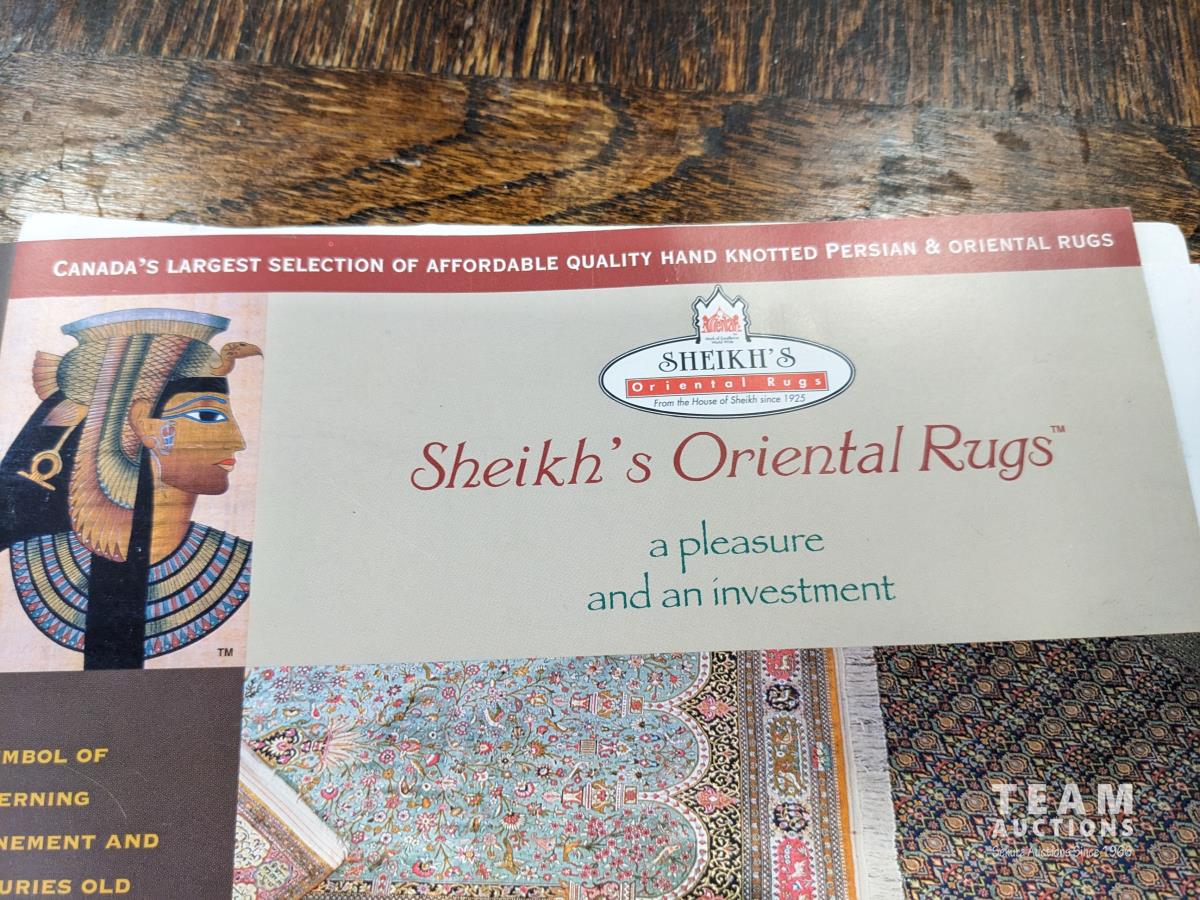 CANADA'S LARGEST SELECTION OF AFFORDABLE QUALITY HAND KNOTTED PERSIAN & ORIENTAL RUGS
SHEIKH'S
Oriental Rugs
From the House of Sheikh since 1925
Sheikh's Oriental Rugs™
a pleasure
and an investment
TM
MBOL OF
ERNING
NEMENT AND
URIES OLD
TEAM
AUCTIONS